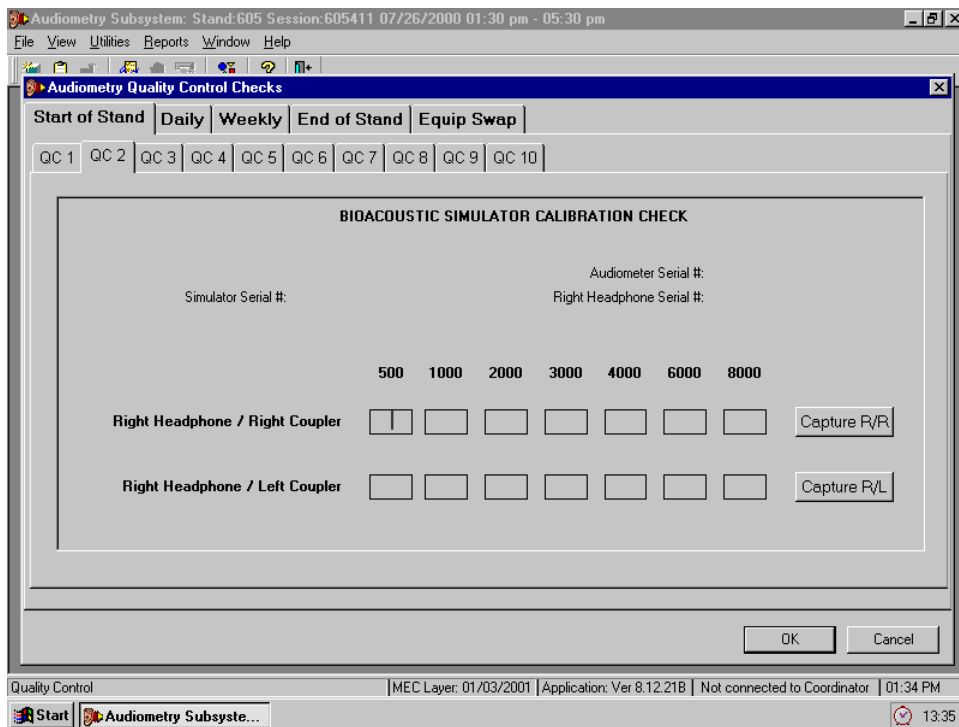 Audiometry Subsystem: Stand:605 Session:605411 07/26/2000 01:30 pm - 05:30 pm
File View Utilities Reports Window Help
Audiometry Quality Control Checks
Start of Stand Daily Weekly End of Stand Equip Swap
QC 1 QC 2 QC 3 QC 4 QC 5 QC 6 QC 7 QC 8 QC 9 QC 10
BIOACOUSTIC SIMULATOR CALIBRATION CHECK
Audiometer Serial #:
Simulator Serial #: Right Headphone Serial #:
500 1000 2000 3000 4000 6000 8000
Right Headphone / Right Coupler Capture R/R
Right Headphone / Left Coupler Capture R/L
OK Cancel
Quality Control MEC Layer: 01/03/2001 Application: Ver 8.12.21B Not connected to Coordinator 01:34 PM
Start Audiometry Subsyste... 13:35